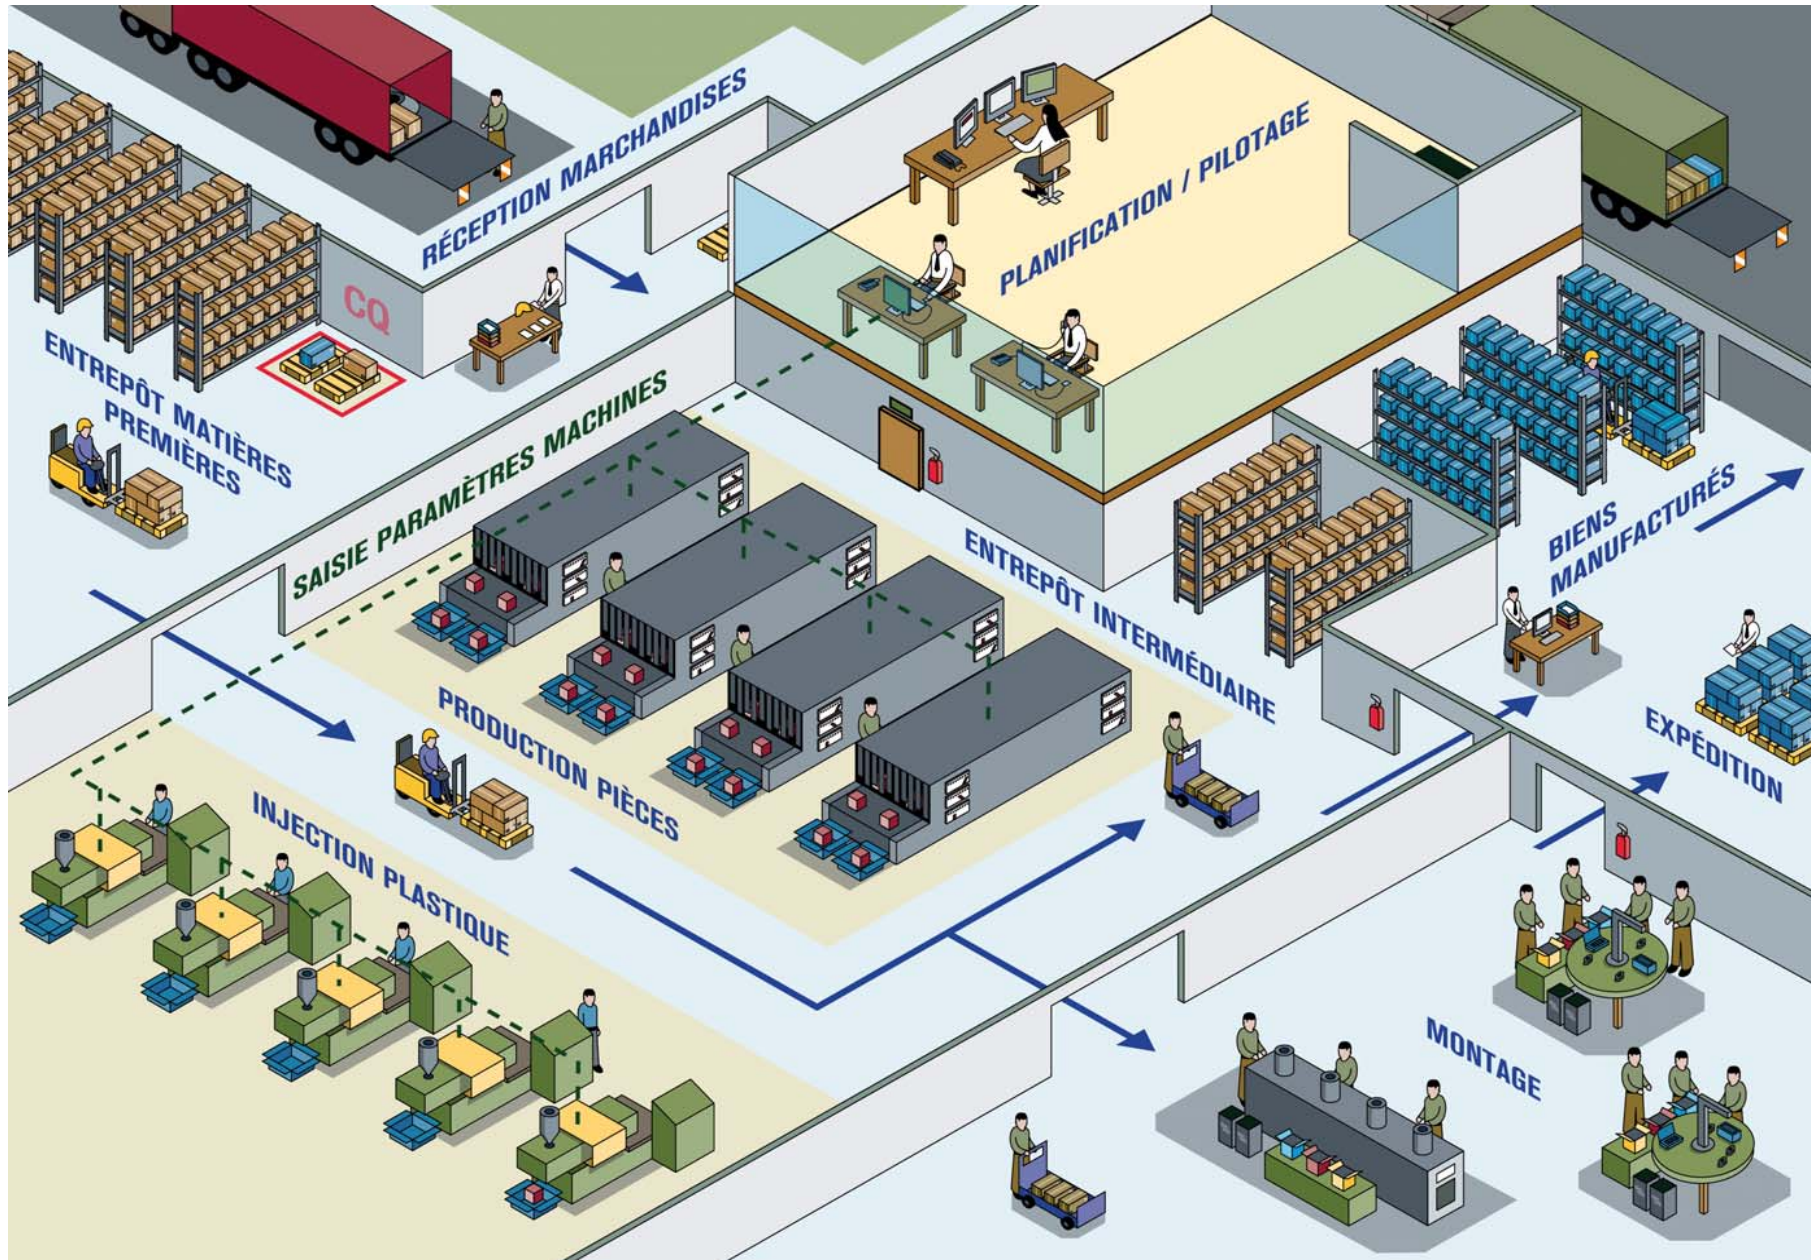 RÉCEPTION MARCHANDISES
PLANIFICATION / PILOTAGE
CQ
ENTREPÔT MATIÈRES
PREMIÈRES
SAISIE PARAMÈTRES MACHINES
ENTREPÔT INTERMÉDIAIRE
BIENS
MANUFACTURÉS
EXPÉDITION
PRODUCTION PIÈCES
INJECTION PLASTIQUE
MONTAGE